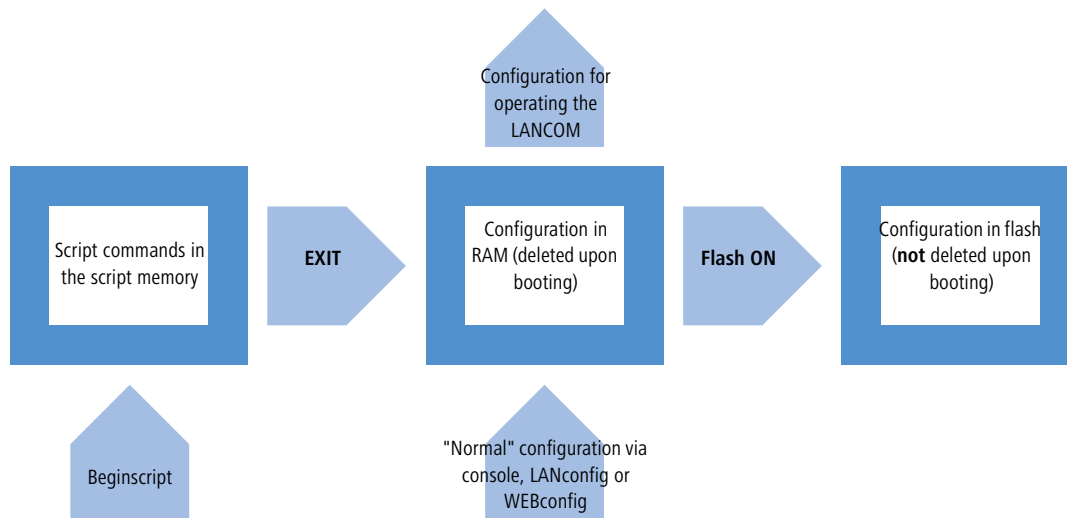 Configuration for
operating the
LANCOM
Script commands in
the script memory
EXIT
Configuration in
RAM (deleted upon
booting)
Flash ON
Configuration in flash
(not deleted upon
booting)
Beginscript
"Normal" configuration via
console, LANconfig or
WEBconfig